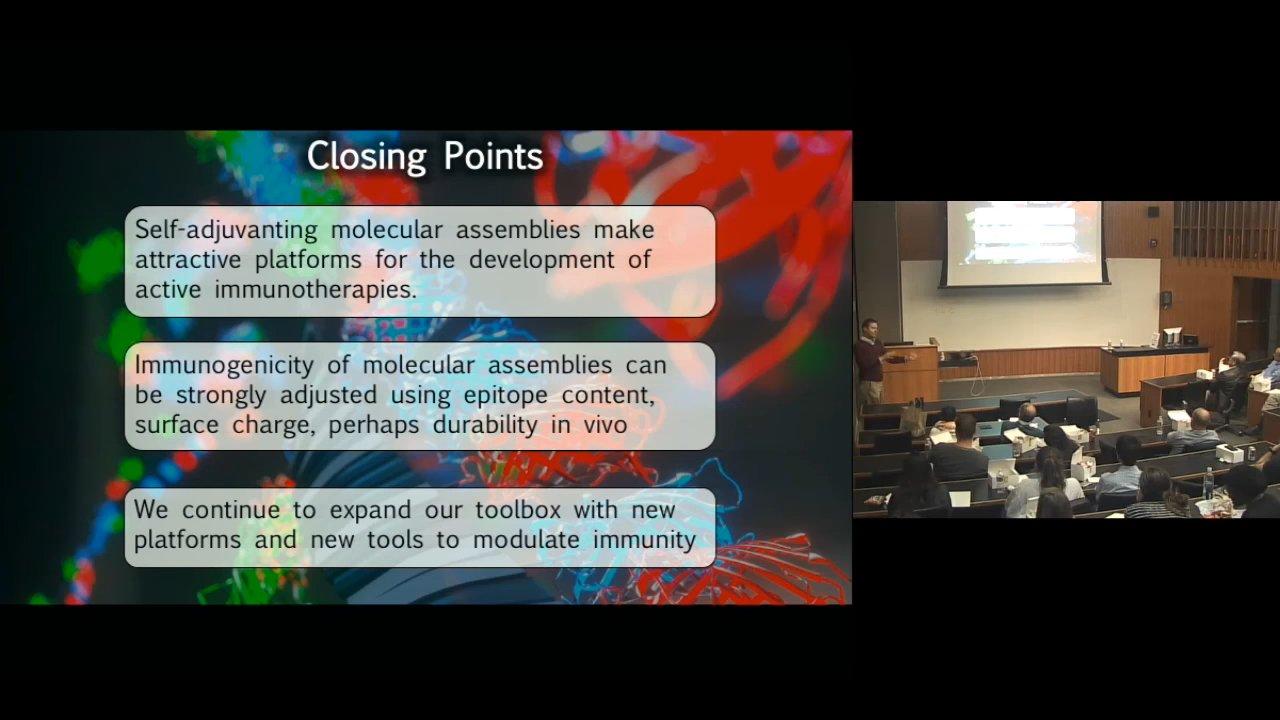 Closing Points
Self-adjuvanting molecular assemblies make
attractive platforms for the development of
active immunotherapies.
Immunogenicity of molecular assemblies can
be strongly adjusted using epitope content,
surface charge, perhaps durability in vivo
We continue to expand our toolbox with new
platforms and new tools to modulate immunity